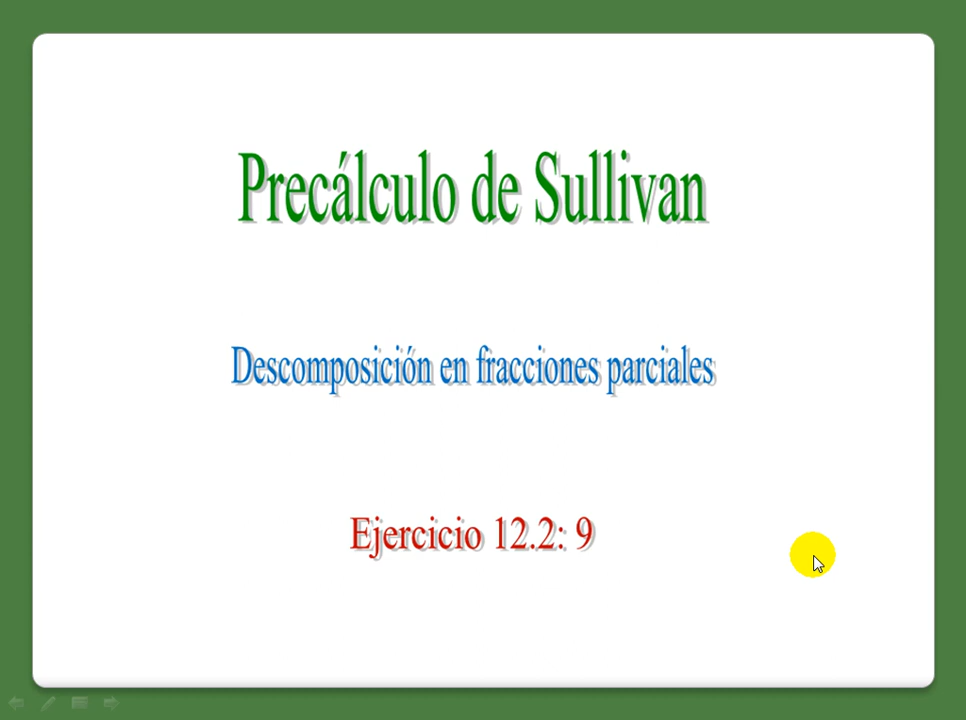 Precálculo de Sullivan
Descomposición en fracciones parciales
Ejercicio 12.2: 9